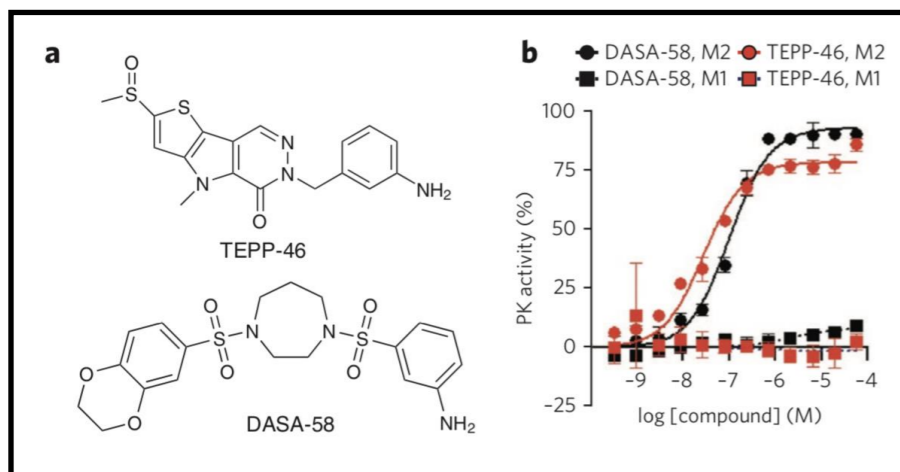 a
O
S
S
N
N
N
O
NH₂
TEPP-46
O
O
S
N
N
S
O
O
O
O
NH₂
DASA-58
b
DASA-58, M2 TEPP-46, M2
DASA-58, M1 TEPP-46, M1
PK activity (%)
100
75
50
25
0
−25
−9 −8 −7 −6 −5 −4
log [compound] (M)